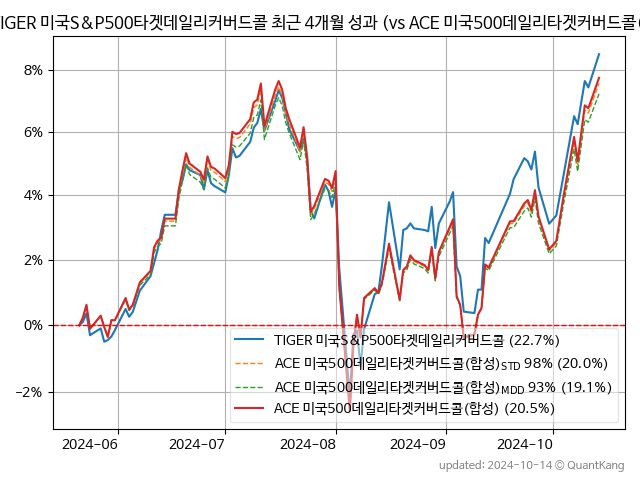 TIGER 미국S&P500타겟데일리커버드콜 최근 4개월 성과 (vs ACE 미국500데일리타겟커버드콜(
8%
6%
4%
2%
0%
−2%
TIGER 미국S&P500타겟데일리커버드콜 (22.7%)
ACE 미국500데일리타겟커버드콜(합성)STD 98% (20.0%)
ACE 미국500데일리타겟커버드콜(합성)MDD 93% (19.1%)
ACE 미국500데일리타겟커버드콜(합성) (20.5%)
2024-06 2024-07 2024-08 2024-09 2024-10
updated: 2024-10-14 © QuantKang